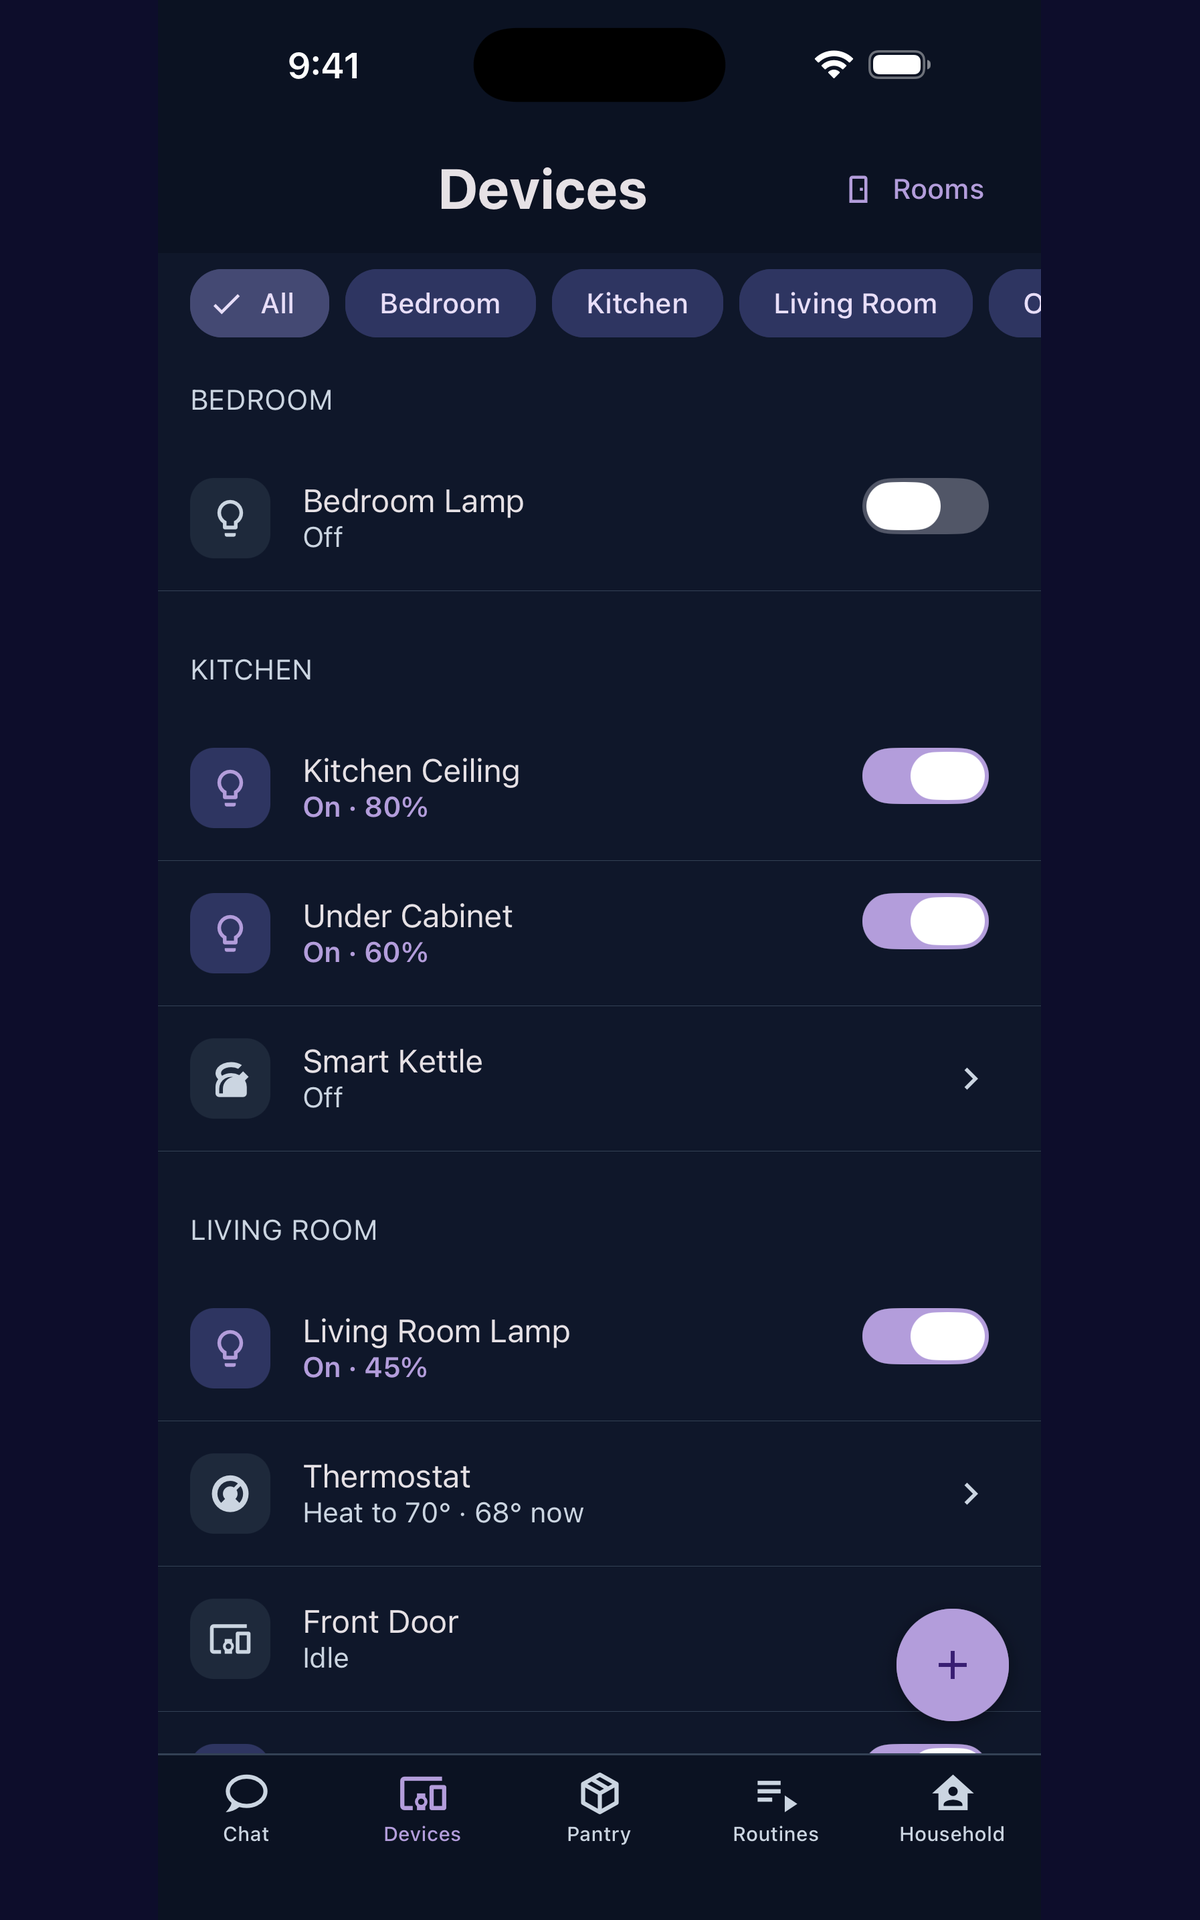 9:41
Devices
Rooms
All
Bedroom
Kitchen
Living Room
BEDROOM
Bedroom Lamp
Off
KITCHEN
Kitchen Ceiling
On · 80%
Under Cabinet
On · 60%
Smart Kettle
Off
LIVING ROOM
Living Room Lamp
On · 45%
Thermostat
Heat to 70° · 68° now
Front Door
Idle
Chat
Devices
Pantry
Routines
Household